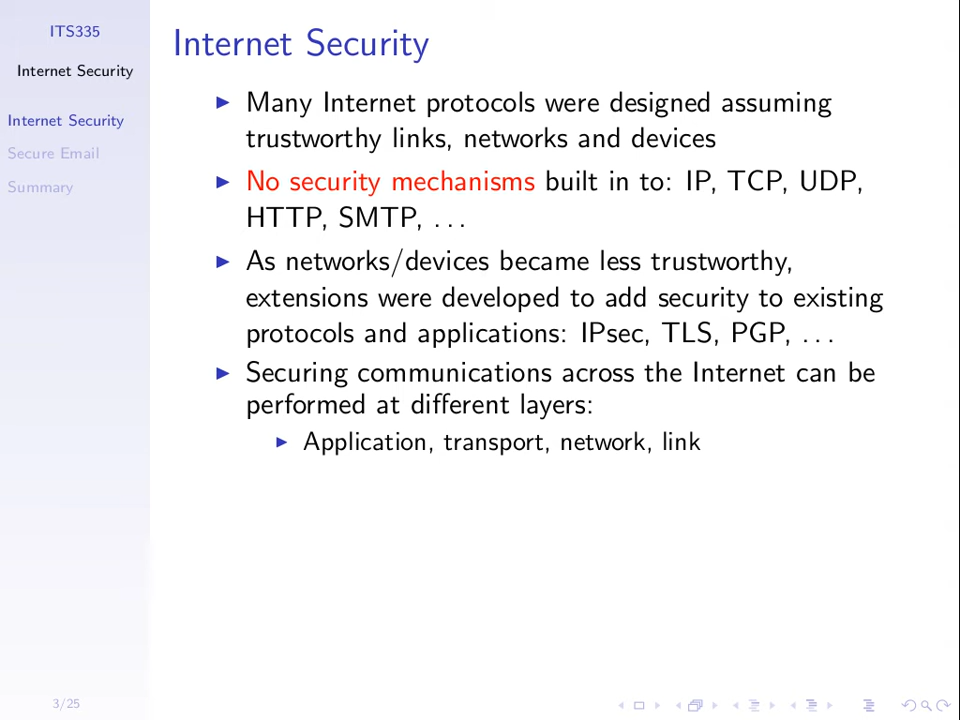 ITS335
Internet Security
Internet Security
Secure Email
Summary
Internet Security
Many Internet protocols were designed assuming
trustworthy links, networks and devices
No security mechanisms built in to: IP, TCP, UDP,
HTTP, SMTP, ...
As networks/devices became less trustworthy,
extensions were developed to add security to existing
protocols and applications: IPsec, TLS, PGP, ...
Securing communications across the Internet can be
performed at different layers:
Application, transport, network, link
3/25